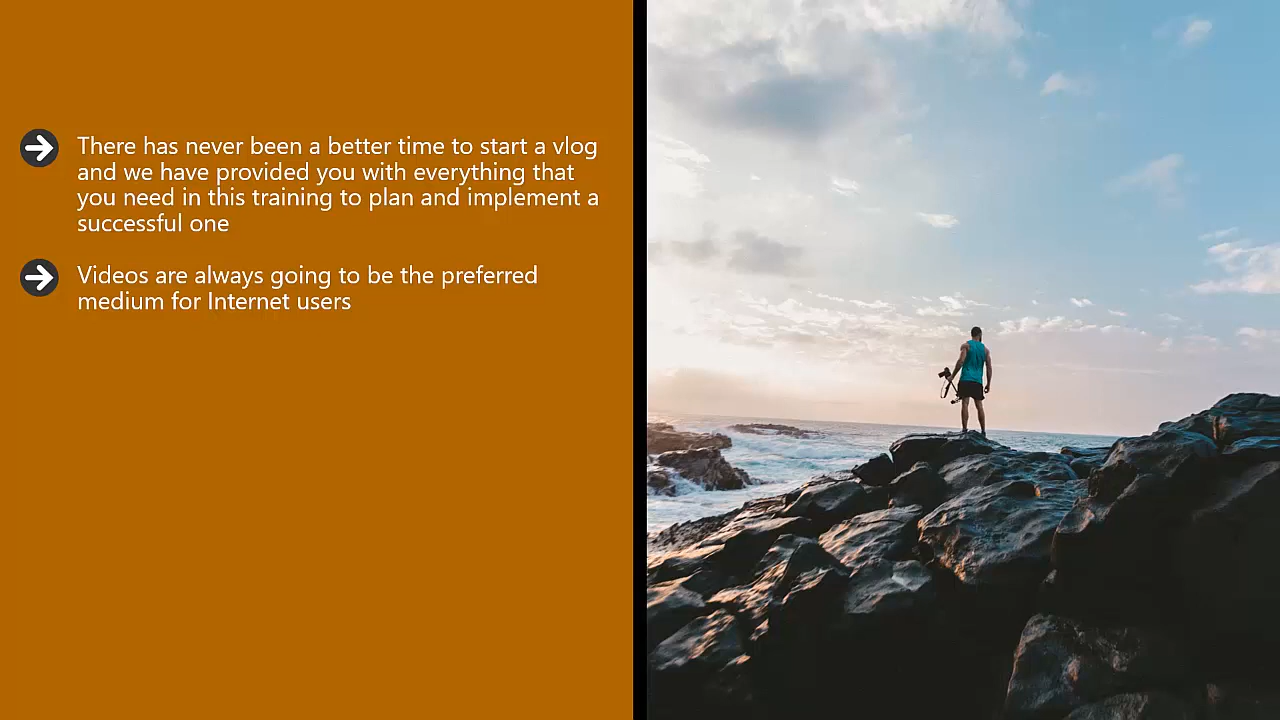 There has never been a better time to start a vlog
and we have provided you with everything that
you need in this training to plan and implement a
successful one
Videos are always going to be the preferred
medium for Internet users